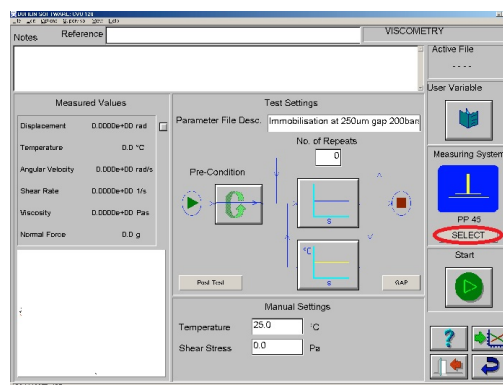 VISCOMETRY
Notes Reference
Active File
- - - -
User Variable
Measured Values
Displacement 0.0000e+00 rad
Temperature 0.0 °C
Angular Velocity 0.0000e+00 rad/s
Shear Rate 0.0000e+00 1/s
Viscosity 0.0000e+00 Pas
Normal Force 0.0 g
Test Settings
Parameter File Desc. Immobilisation at 250um gap 200bars
No. of Repeats
0
Pre-Condition
s
°C
s
Post Test GAP
Manual Settings
Temperature 25.0 °C
Shear Stress 0.0 Pa
Measuring System
PP 45
SELECT
Start
?